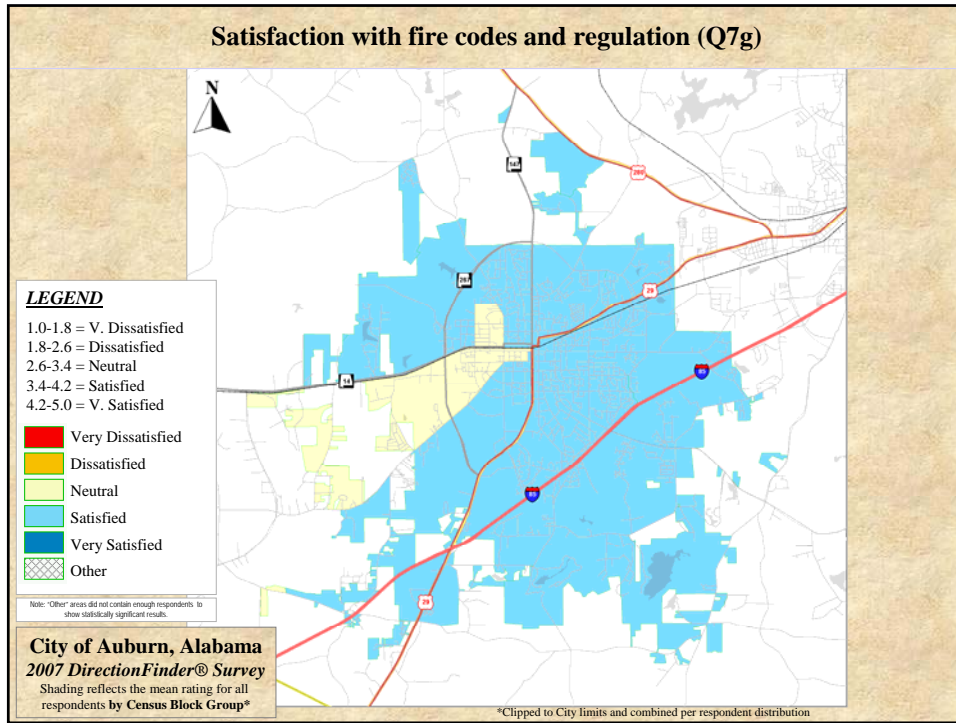 Satisfaction with fire codes and regulation (Q7g)
N
147
280
267
29
14
85
85
29
LEGEND
1.0-1.8 = V. Dissatisfied
1.8-2.6 = Dissatisfied
2.6-3.4 = Neutral
3.4-4.2 = Satisfied
4.2-5.0 = V. Satisfied
Very Dissatisfied
Dissatisfied
Neutral
Satisfied
Very Satisfied
Other
Note: "Other" areas did not contain enough respondents to
show statistically significant results.
City of Auburn, Alabama
2007 DirectionFinder® Survey
Shading reflects the mean rating for all
respondents by Census Block Group*
*Clipped to City limits and combined per respondent distribution